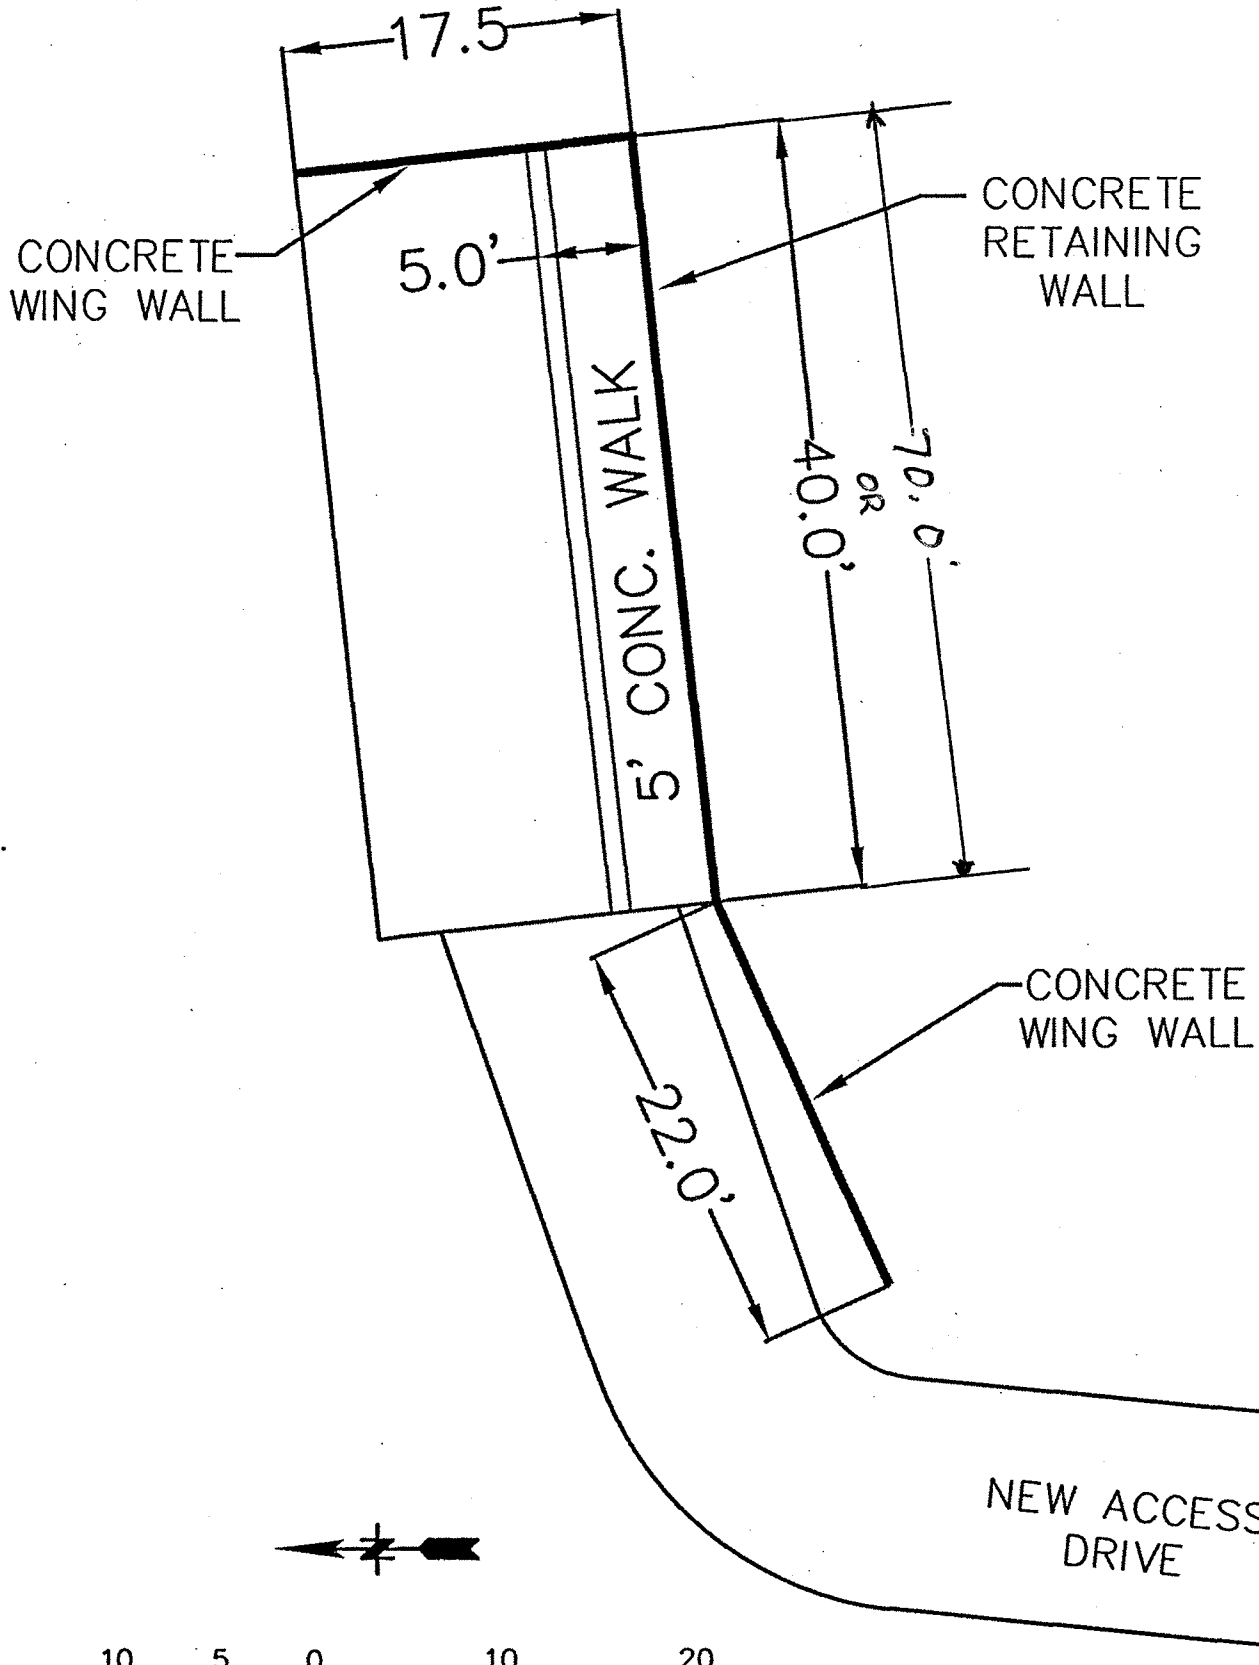 17.5
CONCRETE
WING WALL
5.0'
CONCRETE
RETAINING
WALL
5' CONC. WALK
40.0'
OR
70.0'
CONCRETE
WING WALL
22.0'
NEW ACCESS
DRIVE
N
10 5 0 10 20